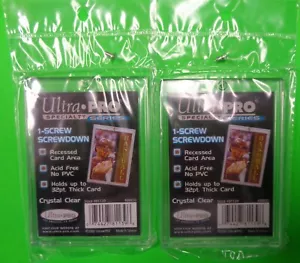 Ultra·PRO
SPECIALTY SERIES
1-SCREW
SCREWDOWN
Recessed
Card Area
Acid Free
No PVC
Holds up to
32pt. Thick Card
Crystal Clear
Ultra·PRO
SPECIALTY SERIES
1-SCREW
SCREWDOWN
Recessed
Card Area
Acid Free
No PVC
Holds up to
32pt. Thick Card
Crystal Clear